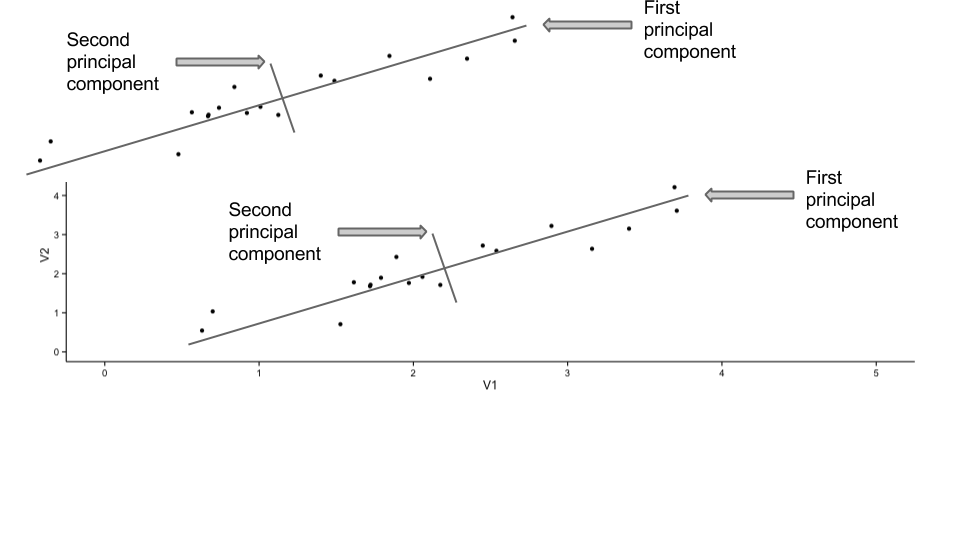 First
principal
component
Second
principal
component
First
principal
component
Second
principal
component
4
3
2
1
0
V2
0 1 2 3 4 5
V1